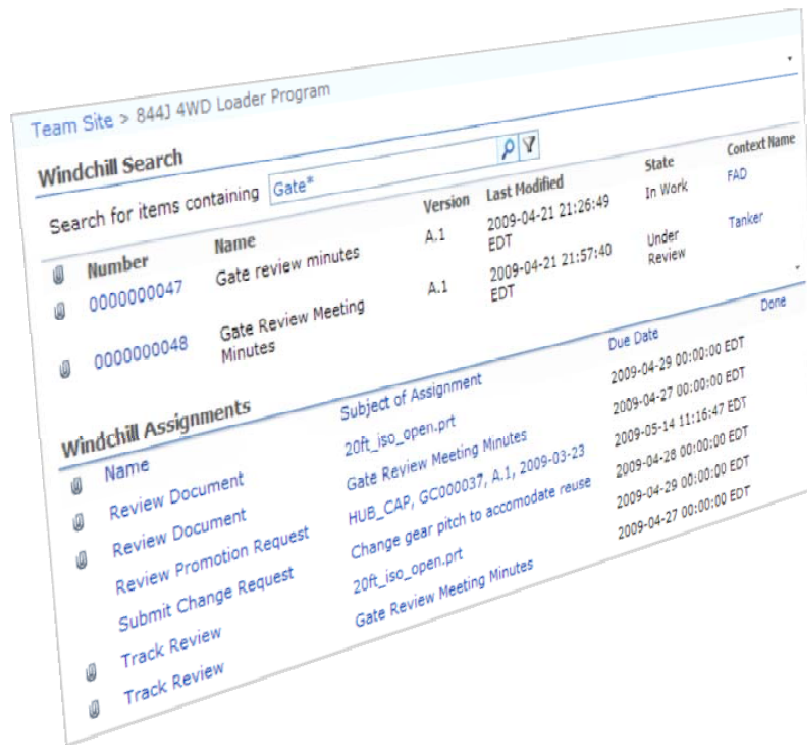 Team Site > 844J 4WD Loader Program
Windchill Search
Search for items containing Gate*
Number Name Version Last Modified State Context Name
0000000047 Gate review minutes A.1 2009-04-21 21:26:49 EDT In Work FAD
0000000048 Gate Review Meeting Minutes A.1 2009-04-21 21:57:40 EDT Under Review Tanker
Windchill Assignments
Name Subject of Assignment Due Date Done
Review Document 20ft_iso_open.prt 2009-04-29 00:00:00 EDT
Review Document Gate Review Meeting Minutes 2009-04-27 00:00:00 EDT
Review Promotion Request HUB_CAP, GC000037, A.1, 2009-03-23 2009-05-14 11:16:47 EDT
Submit Change Request Change gear pitch to accomodate reuse 2009-04-28 00:00:00 EDT
Track Review 20ft_iso_open.prt 2009-04-29 00:00:00 EDT
Track Review Gate Review Meeting Minutes 2009-04-27 00:00:00 EDT